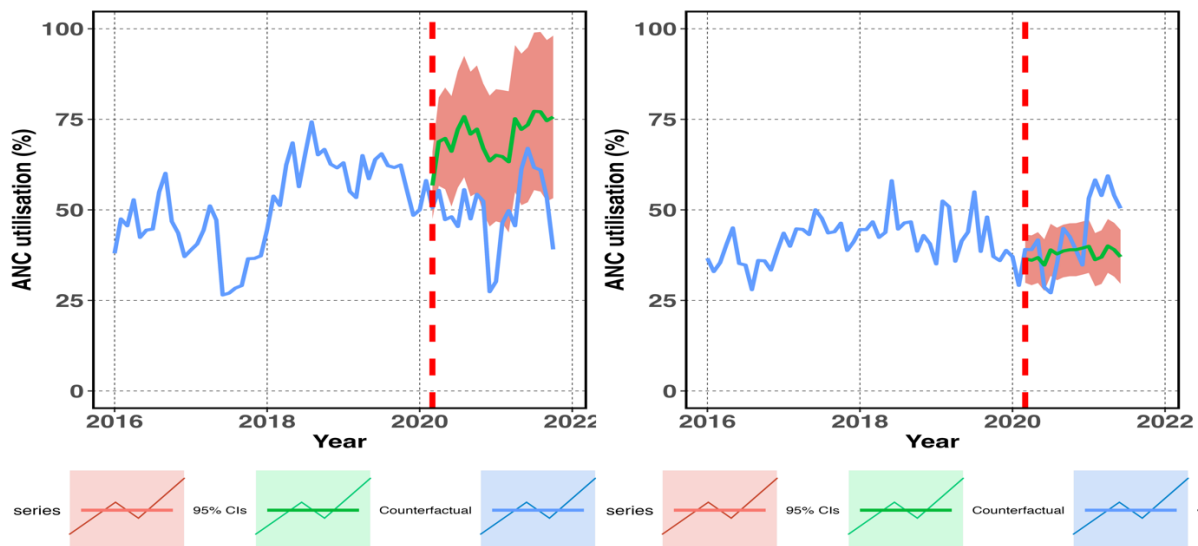 100
75
50
25
0
ANC utilisation (%)
2016
2018
2020
2022
Year
series
95% CIs
Counterfactual
100
75
50
25
0
ANC utilisation (%)
2016
2018
2020
2022
Year
series
95% CIs
Counterfactual